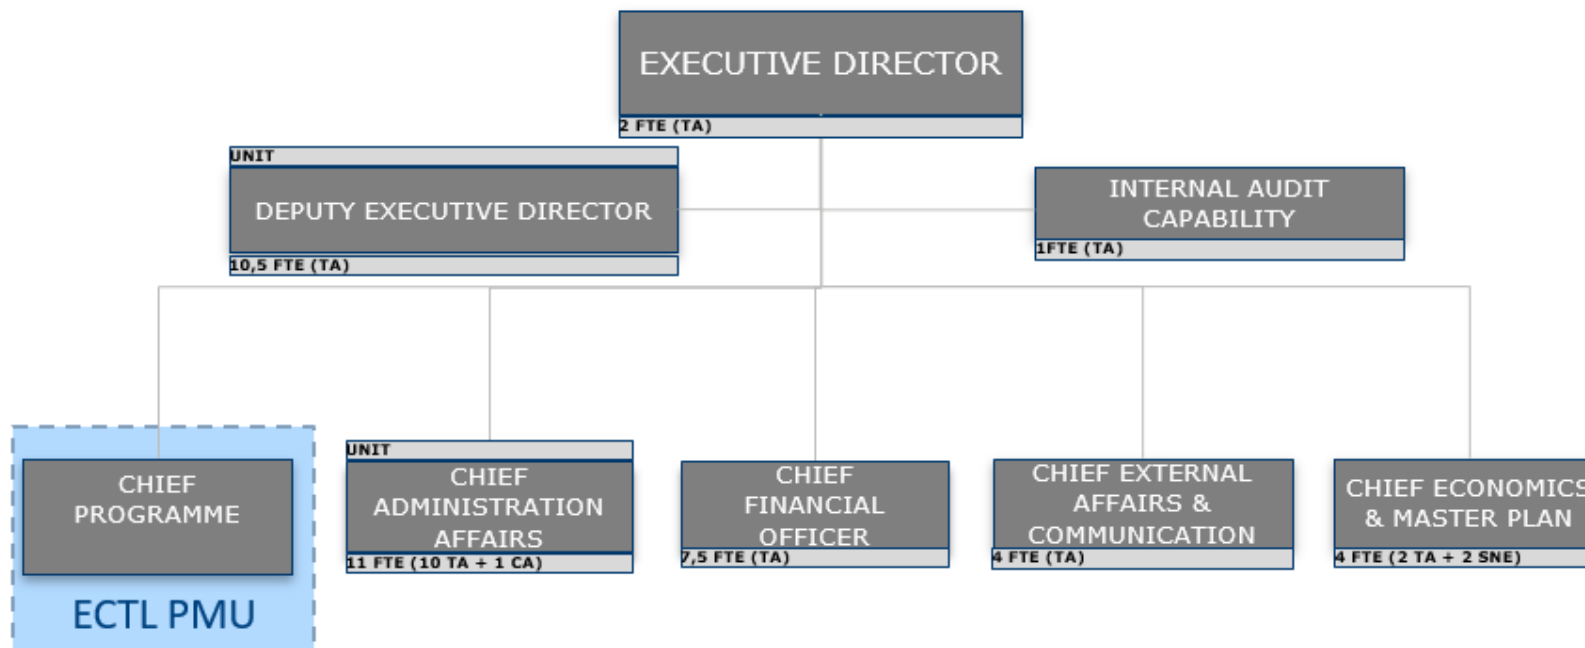 EXECUTIVE DIRECTOR
2 FTE (TA)
UNIT
DEPUTY EXECUTIVE DIRECTOR
10,5 FTE (TA)
INTERNAL AUDIT
CAPABILITY
1FTE (TA)
CHIEF
PROGRAMME
ECTL PMU
UNIT
CHIEF
ADMINISTRATION
AFFAIRS
11 FTE (10 TA + 1 CA)
CHIEF
FINANCIAL
OFFICER
7,5 FTE (TA)
CHIEF EXTERNAL
AFFAIRS &
COMMUNICATION
4 FTE (TA)
CHIEF ECONOMICS
& MASTER PLAN
4 FTE (2 TA + 2 SNE)